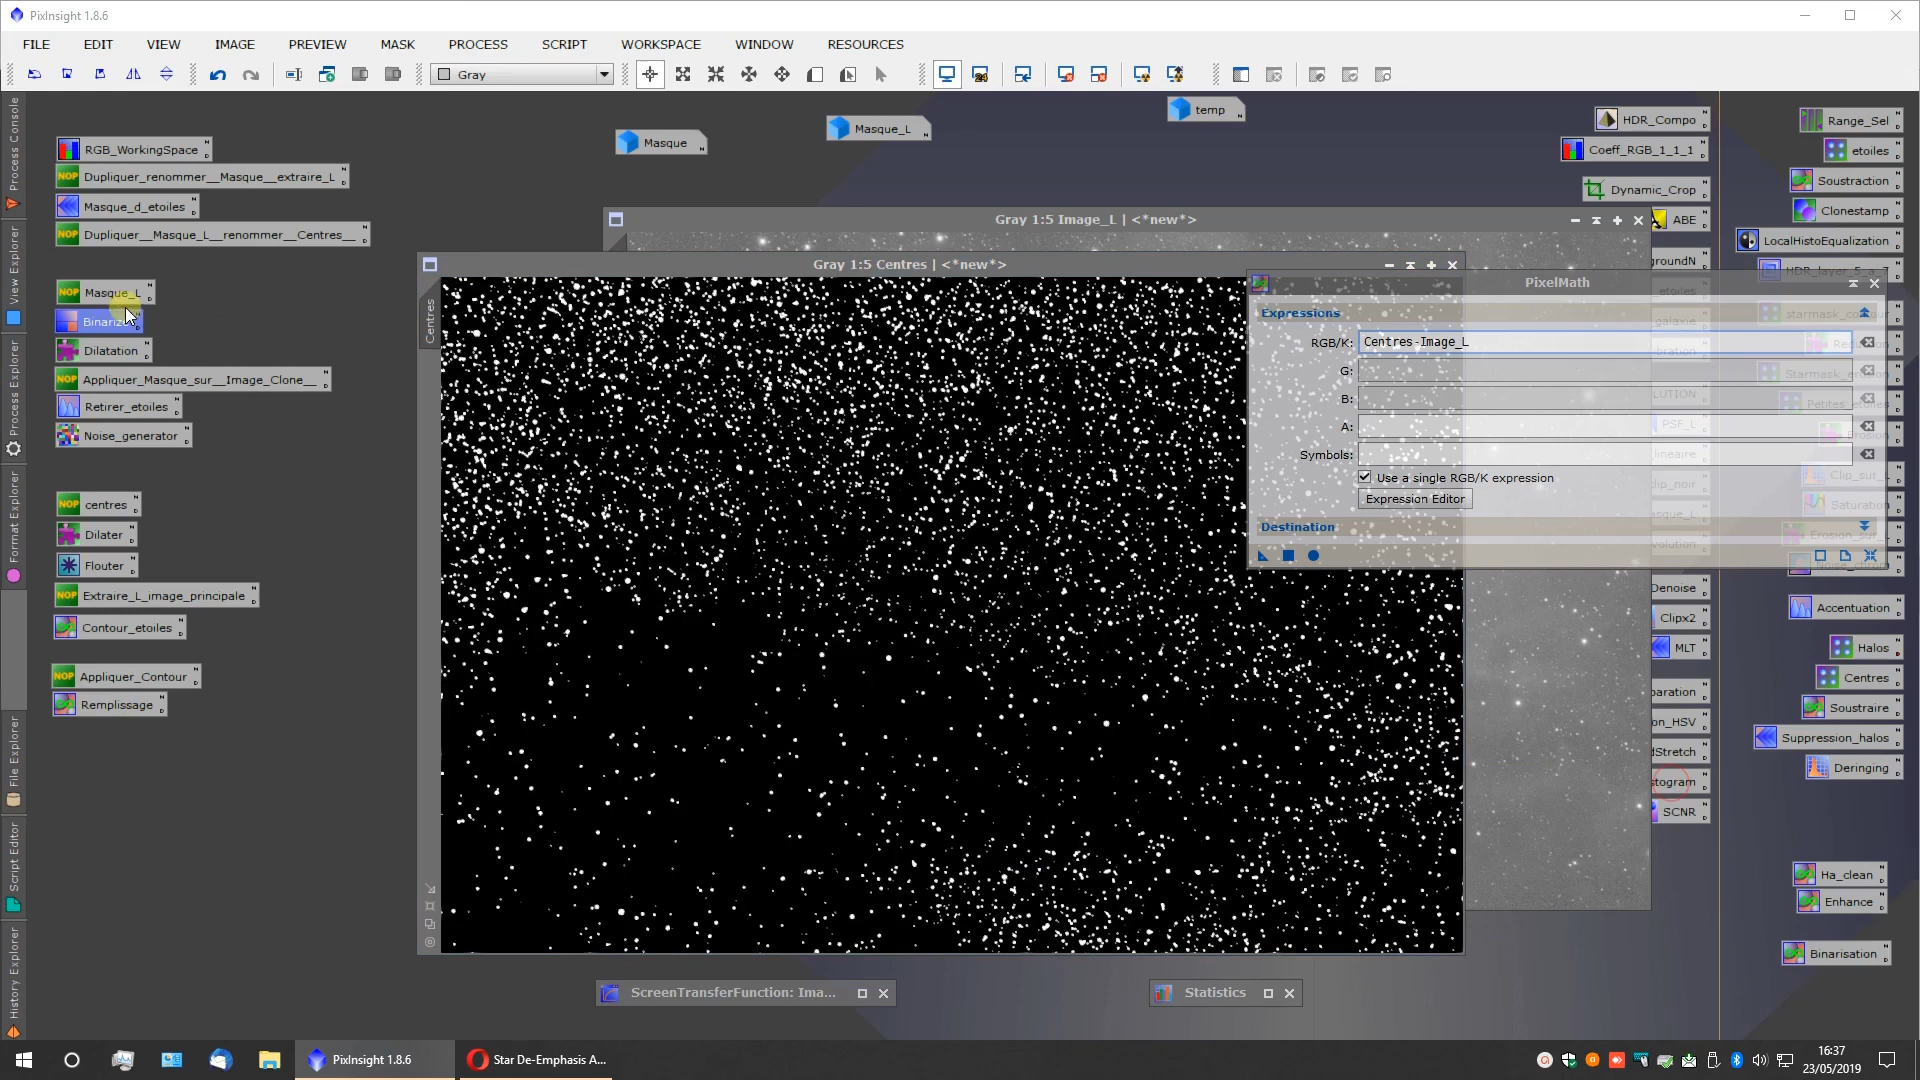 PixInsight 1.8.6
FILE EDIT VIEW IMAGE PREVIEW MASK PROCESS SCRIPT WORKSPACE WINDOW RESOURCES
Gray
Process Console
View Explorer
Process Explorer
Format Explorer
File Explorer
Script Editor
History Explorer
RGB_WorkingSpace
Dupliquer_renommer__Masque__extraire_L
Masque_d_etoiles
Dupliquer__Masque_L__renommer__Centres__
Masque_L
Dilatation
Appliquer_Masque_sur__Image_Clone__
Retirer_etoiles
Noise_generator
centres
Dilater
Flouter
Extraire_L_image_principale
Contour_etoiles
Appliquer_Contour
Remplissage
Masque
Masque_L
temp
Gray 1:5 Image_L | <*new*>
Gray 1:5 Centres | <*new*>
Centres
PixelMath
Expressions
RGB/K: Centres-Image_L
G:
B:
A:
Symbols:
Use a single RGB/K expression
Expression Editor
Destination
HDR_Compo
Coeff_RGB_1_1_1
Dynamic_Crop
ABE
Denoise
Clipx2
MLT
SCNR
Range_Sel
etoiles
Soustraction
Clonestamp
LocalHistoEqualization
Accentuation
Halos
Centres
Soustraire
Suppression_halos
Deringing
Ha_clean
Enhance
Binarisation
ScreenTransferFunction: Ima...
Statistics
PixInsight 1.8.6
Star De-Emphasis A...
16:37
23/05/2019